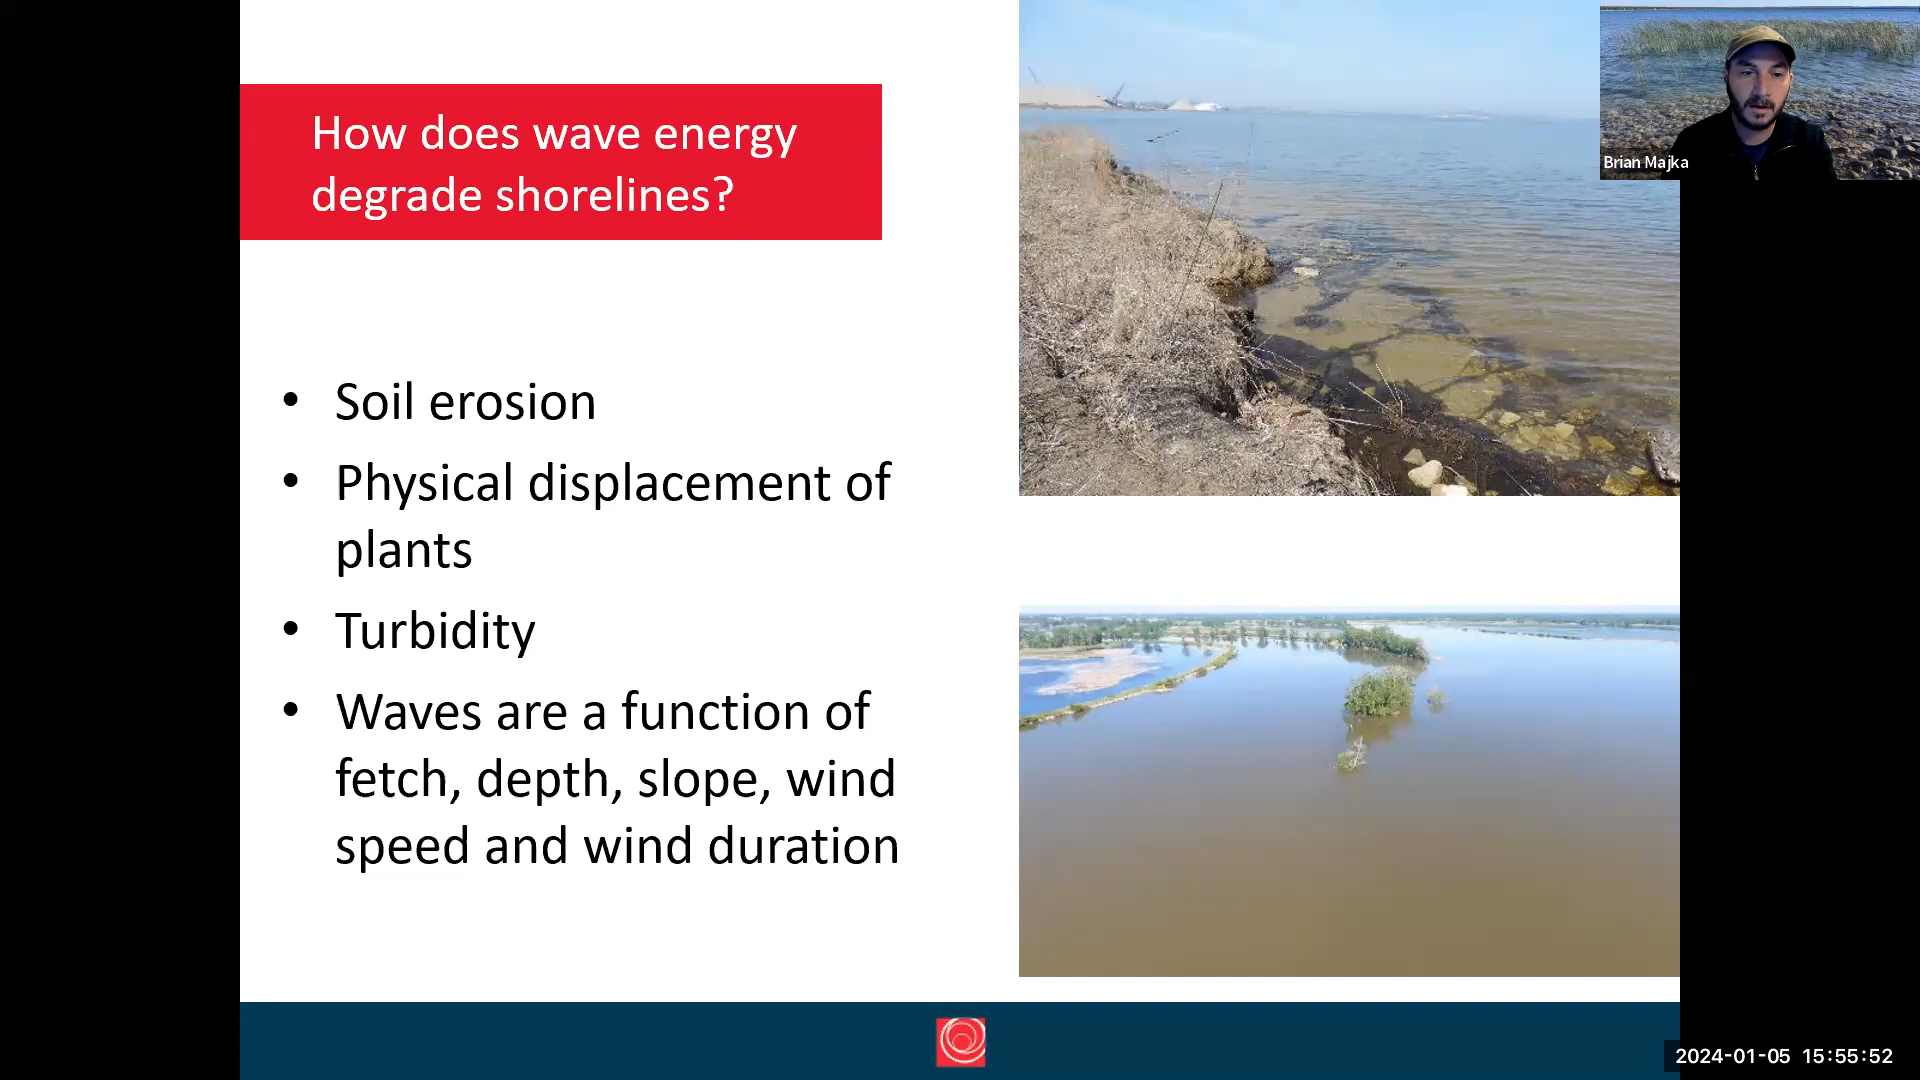 How does wave energy
degrade shorelines?
Brian Majka
• Soil erosion
• Physical displacement of
plants
• Turbidity
• Waves are a function of
fetch, depth, slope, wind
speed and wind duration
2024-01-05 15:55:52